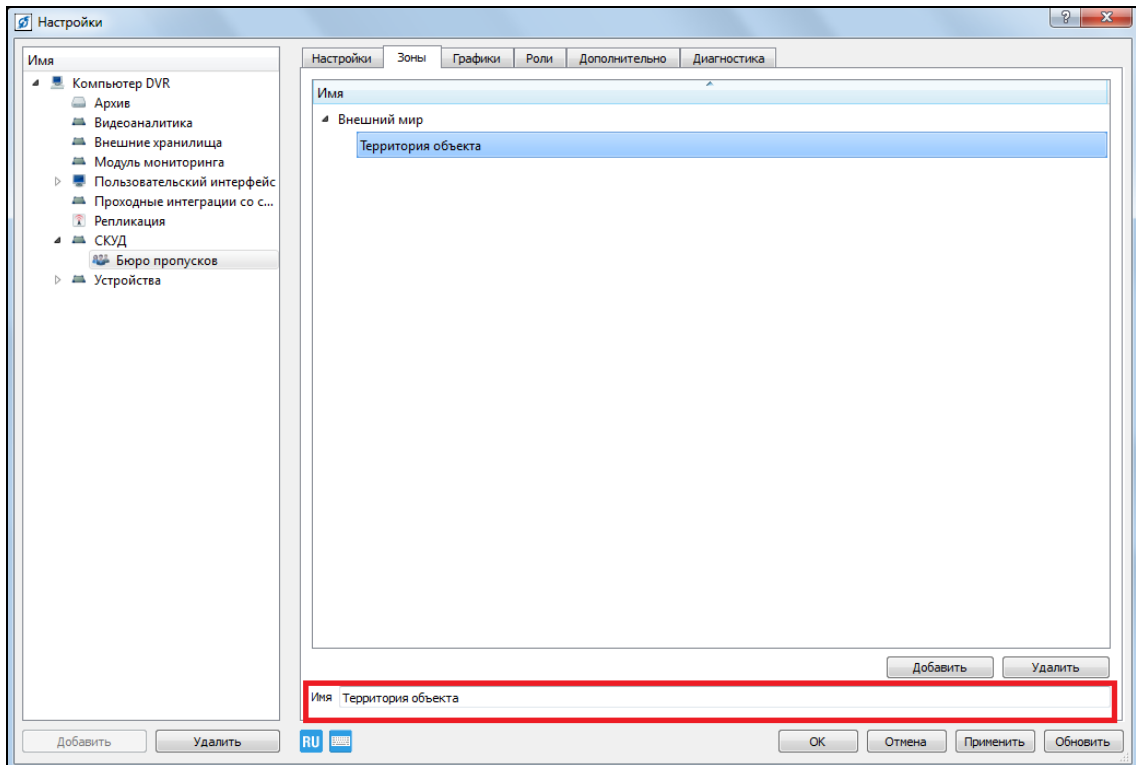 Настройки
Имя
Компьютер DVR
Архив
Видеоаналитика
Внешние хранилища
Модуль мониторинга
Пользовательский интерфейс
Проходные интеграции со с...
Репликация
СКУД
Бюро пропусков
Устройства
Добавить Удалить
Настройки Зоны Графики Роли Дополнительно Диагностика
Имя
Внешний мир
Территория объекта
Добавить Удалить
Имя Территория объекта
RU
OK Отмена Применить Обновить